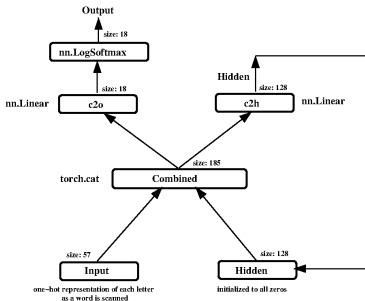 Output
size: 18
nn.LogSoftmax
size: 18
nn.Linear
c2o
Hidden
size: 128
c2h
nn.Linear
size: 185
torch.cat
Combined
size: 57
Input
one-hot representation of each letter
as a word is scanned
size: 128
Hidden
initialized to all zeros